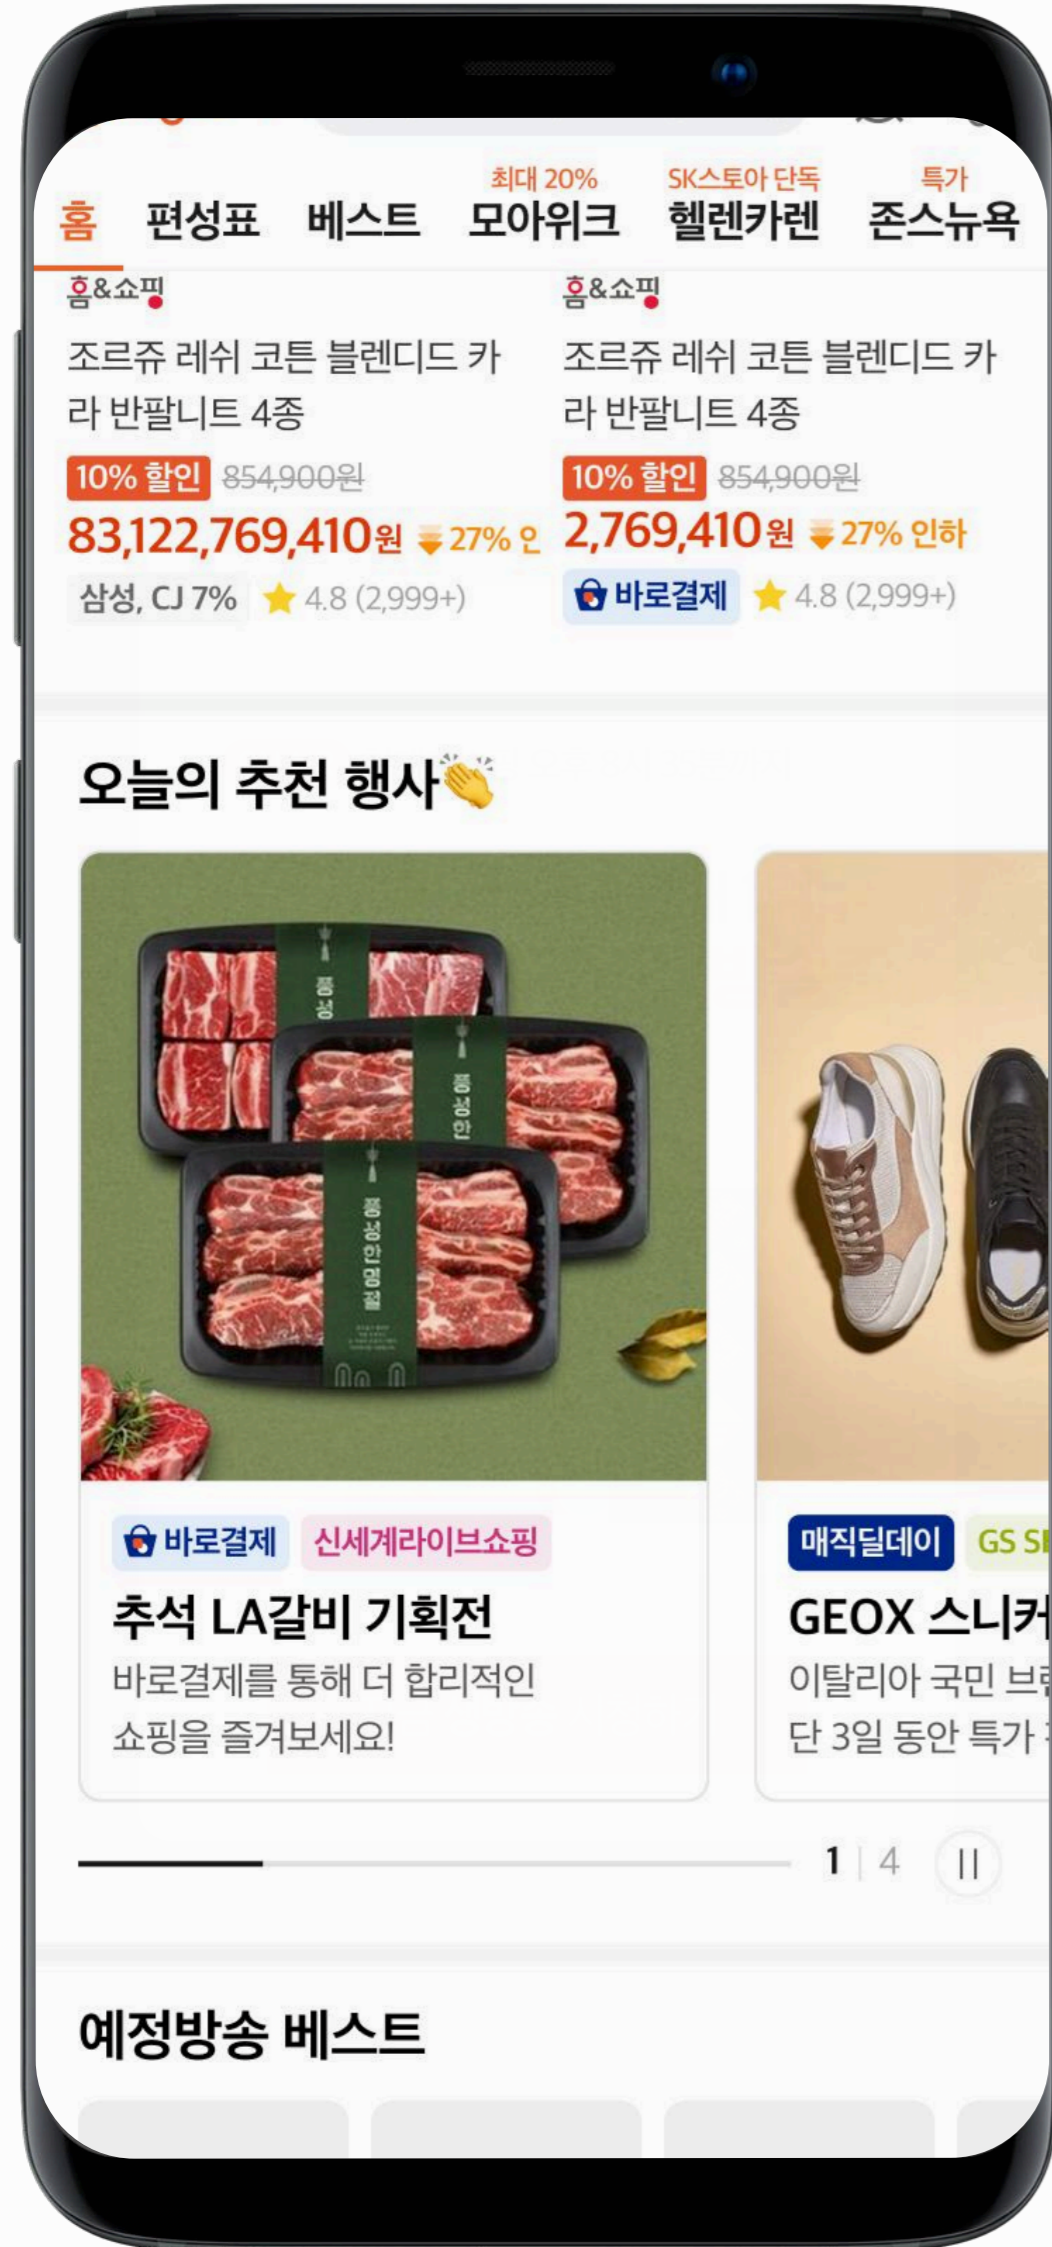 최대 20%
SK스토아 단독
특가
홈
편성표
베스트
모아위크
헬렌카렌
존스뉴욕
홈&쇼핑
조르쥬 레쉬 코튼 블렌디드 카
라 반팔니트 4종
10% 할인 854,900원
83,122,769,410원 27% 인
삼성, CJ 7% 4.8 (2,999+)
홈&쇼핑
조르쥬 레쉬 코튼 블렌디드 카
라 반팔니트 4종
10% 할인 854,900원
2,769,410원 27% 인하
바로결제 4.8 (2,999+)
오늘의 추천 행사👏
풍성
풍성한
풍성한명절
바로결제 신세계라이브쇼핑
추석 LA갈비 기획전
바로결제를 통해 더 합리적인
쇼핑을 즐겨보세요!
매직딜데이 GS
GEOX 스니커
이탈리아 국민
단 3일 동안 특가
1 | 4
예정방송 베스트